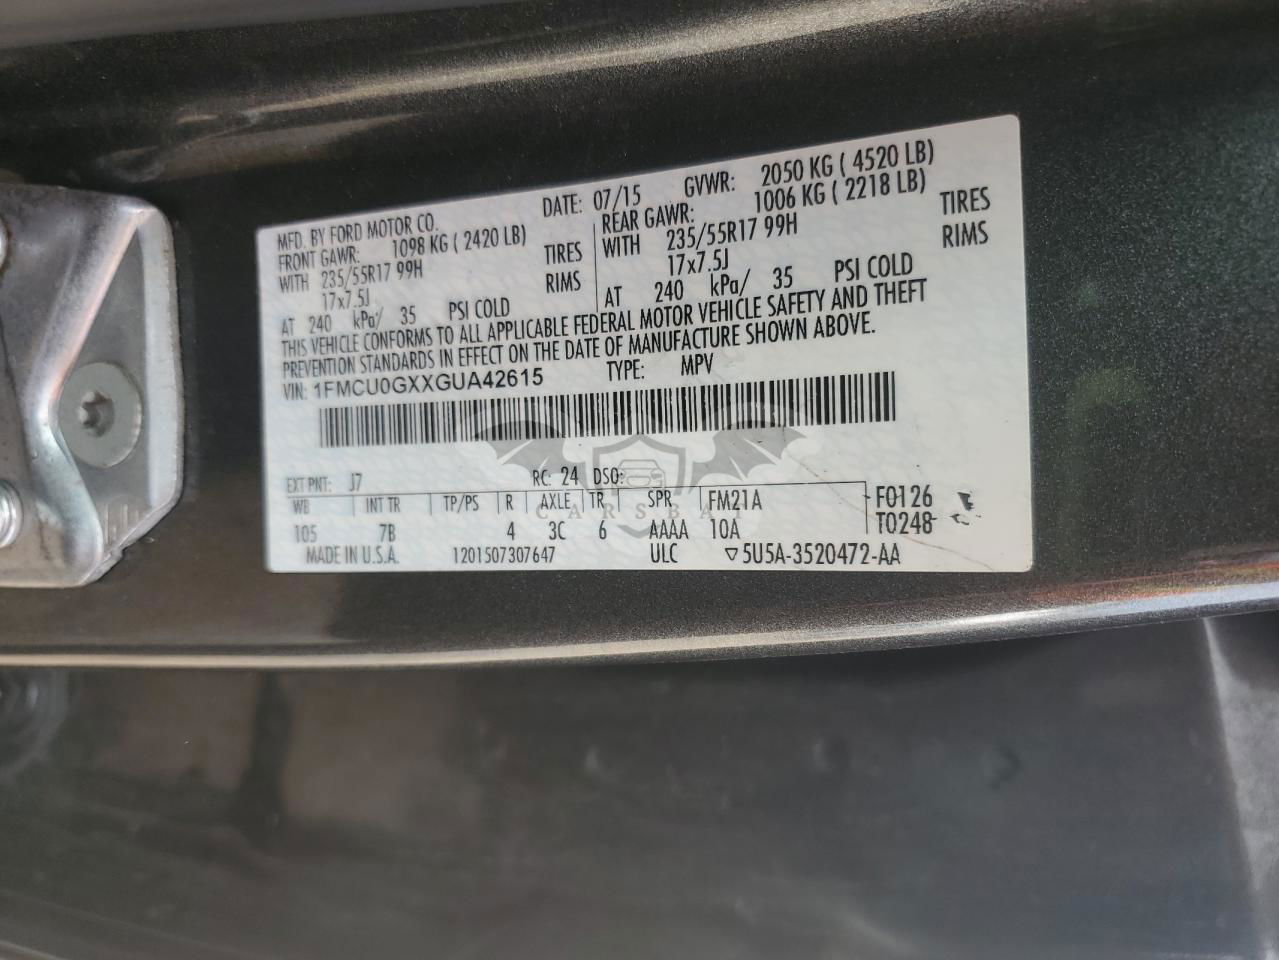 MFD. BY FORD MOTOR CO. DATE: 07/15 GVWR: 2050 KG ( 4520 LB)
FRONT GAWR: 1098 KG ( 2420 LB) REAR GAWR: 1006 KG ( 2218 LB)
WITH 235/55R17 99H TIRES WITH 235/55R17 99H TIRES
17x7.5J RIMS 17x7.5J RIMS
AT 240 kPa/ 35 PSI COLD AT 240 kPa/ 35 PSI COLD
THIS VEHICLE CONFORMS TO ALL APPLICABLE FEDERAL MOTOR VEHICLE SAFETY AND THEFT
PREVENTION STANDARDS IN EFFECT ON THE DATE OF MANUFACTURE SHOWN ABOVE.
VIN: 1FMCU0GXXGUA42615 TYPE: MPV
EXT PNT: J7 RC: 24 DSO:
WB INT TR TP/PS R AXLE TR SPR FM21A F0126
105 7B 4 3C 6 AAAA 10A T0248
MADE IN U.S.A. 1201507307647 ULC ▽5U5A-3520472-AA
CARSBAT